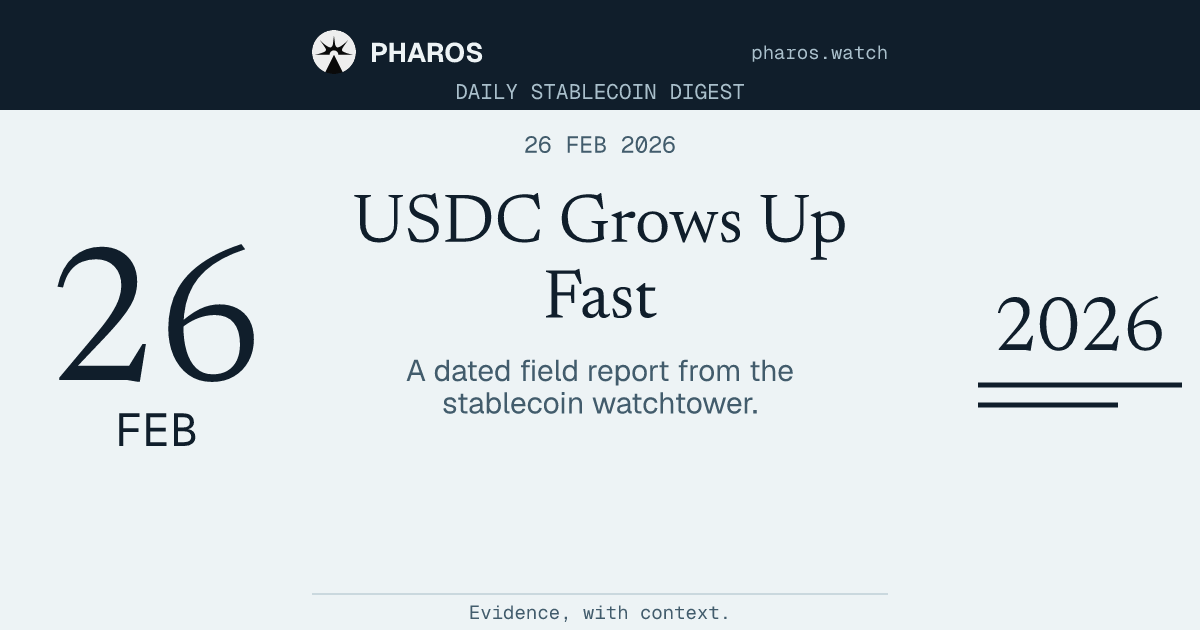 PHAROS
pharos.watch
DAILY STABLECOIN DIGEST
26 FEB 2026
USDC Grows Up
Fast
A dated field report from the
stablecoin watchtower.
26
FEB
2026
Evidence, with context.